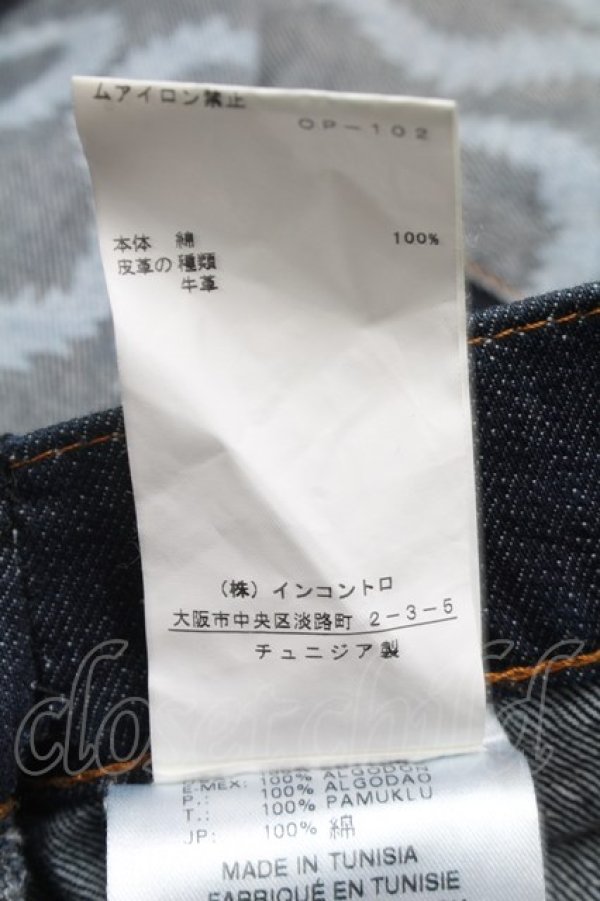 ムアイロン禁止
OP-102
本体 綿 100%
皮革の種類
牛革
(株) インコントロ
大阪市中央区淡路町 2-3-5
チュニジア製
closet child
E-MEX: 100% ALGODON
P.: 100% ALGODAO
T.: 100% PAMUKLU
JP: 100% 綿
MADE IN TUNISIA
FABRIQUÉ EN TUNISIE